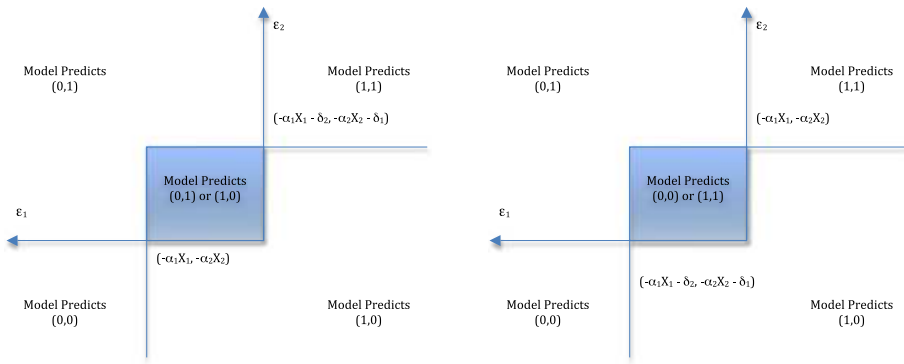 ε₂
Model Predicts
(0,1)
Model Predicts
(1,1)
(-α₁X₁ - δ₂, -α₂X₂ - δ₁)
Model Predicts
(0,1) or (1,0)
ε₁
(-α₁X₁, -α₂X₂)
Model Predicts
(0,0)
Model Predicts
(1,0)
ε₂
Model Predicts
(0,1)
Model Predicts
(1,1)
(-α₁X₁, -α₂X₂)
Model Predicts
(0,0) or (1,1)
ε₁
(-α₁X₁ - δ₂, -α₂X₂ - δ₁)
Model Predicts
(0,0)
Model Predicts
(1,0)